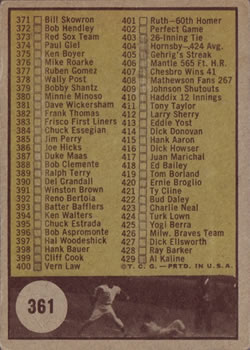 371 Bill Skowron
372 Bob Hendley
373 Red Sox Team
374 Paul Giel
375 Ken Boyer
376 Mike Roarke
377 Ruben Gomez
378 Wally Post
379 Bobby Shantz
380 Minnie Minoso
381 Dave Wickersham
382 Frank Thomas
383 Frisco First Liners
384 Chuck Essegian
385 Jim Perry
386 Joe Hicks
387 Duke Maas
388 Bob Clemente
389 Ralph Terry
390 Del Crandall
391 Winston Brown
392 Reno Bertoia
393 Batter Bafflers
394 Ken Walters
395 Chuck Estrada
396 Bob Aspromonte
397 Hal Woodeshick
398 Hank Bauer
399 Cliff Cook
400 Vern Law
401 Ruth-60th Homer
402 Perfect Game
403 26-Inning Tie
404 Hornsby-.424 Avg.
405 Gehrig's Streak
406 Mantle 565 Ft. H.R.
407 Chesbro Wins 41
408 Mathewson Fans 267
409 Johnson Shutouts
410 Haddix 12 Innings
411 Tony Taylor
412 Larry Sherry
413 Eddie Yost
414 Dick Donovan
415 Hank Aaron
416 Dick Howser
417 Juan Marichal
418 Ed Bailey
419 Tom Borland
420 Ernie Broglio
421 Ty Cline
422 Bud Daley
423 Charlie Neal
424 Turk Lown
425 Yogi Berra
426 Milw. Braves Team
427 Dick Ellsworth
428 Ray Barker
429 Al Kaline
© T. C. G.—PRTD. IN U.S.A.
361